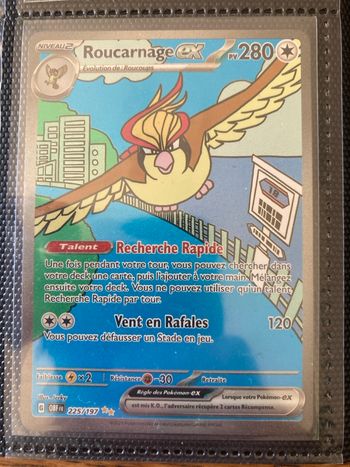 NIVEAU 2
Roucarnage ex PV 280
Évolution de : Roucoups
18
Talent Recherche Rapide
Une fois pendant votre tour, vous pouvez chercher dans
votre deck une carte, puis l'ajouter à votre main. Mélangez
ensuite votre deck. Vous ne pouvez utiliser qu'un talent
Recherche Rapide par tour.
Vent en Rafales 120
Vous pouvez défausser un Stade en jeu.
Faiblesse ×2 Résistance -30 Retraite
Illus.
Règle des Pokémon-ex Lorsque votre Pokémon-ex
est mis K.O., l'adversaire récupère 2 cartes Récompense.
G OBF FR 225/197